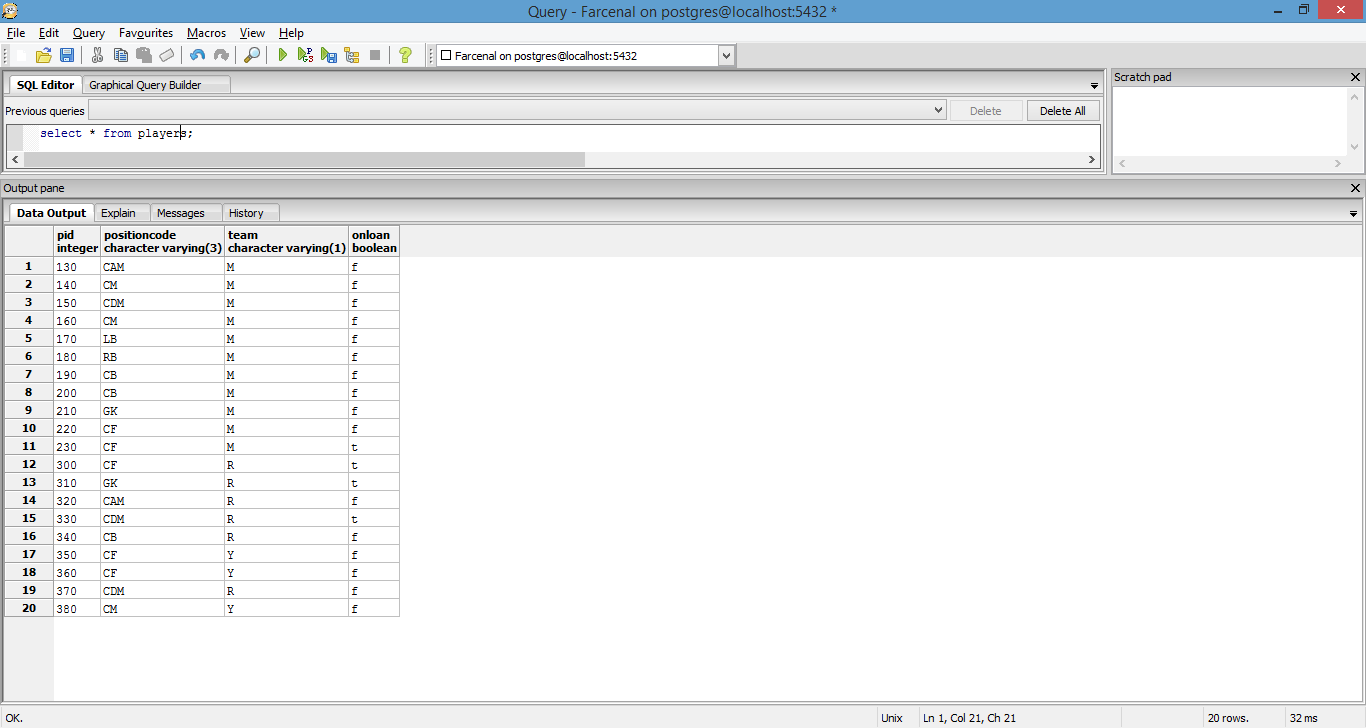 Query - Farcenal on postgres@localhost:5432 *
File Edit Query Favourites Macros View Help
Farcenal on postgres@localhost:5432
SQL Editor Graphical Query Builder
Scratch pad
Previous queries Delete Delete All
select * from players;
Output pane
Data Output Explain Messages History
pid positioncode team onloan
integer character varying(3) character varying(1) boolean
1 130 CAM M f
2 140 CM M f
3 150 CDM M f
4 160 CM M f
5 170 LB M f
6 180 RB M f
7 190 CB M f
8 200 CB M f
9 210 GK M f
10 220 CF M f
11 230 CF M t
12 300 CF R t
13 310 GK R t
14 320 CAM R f
15 330 CDM R t
16 340 CB R f
17 350 CF Y f
18 360 CF Y f
19 370 CDM R f
20 380 CM Y f
OK. Unix Ln 1, Col 21, Ch 21 20 rows. 32 ms